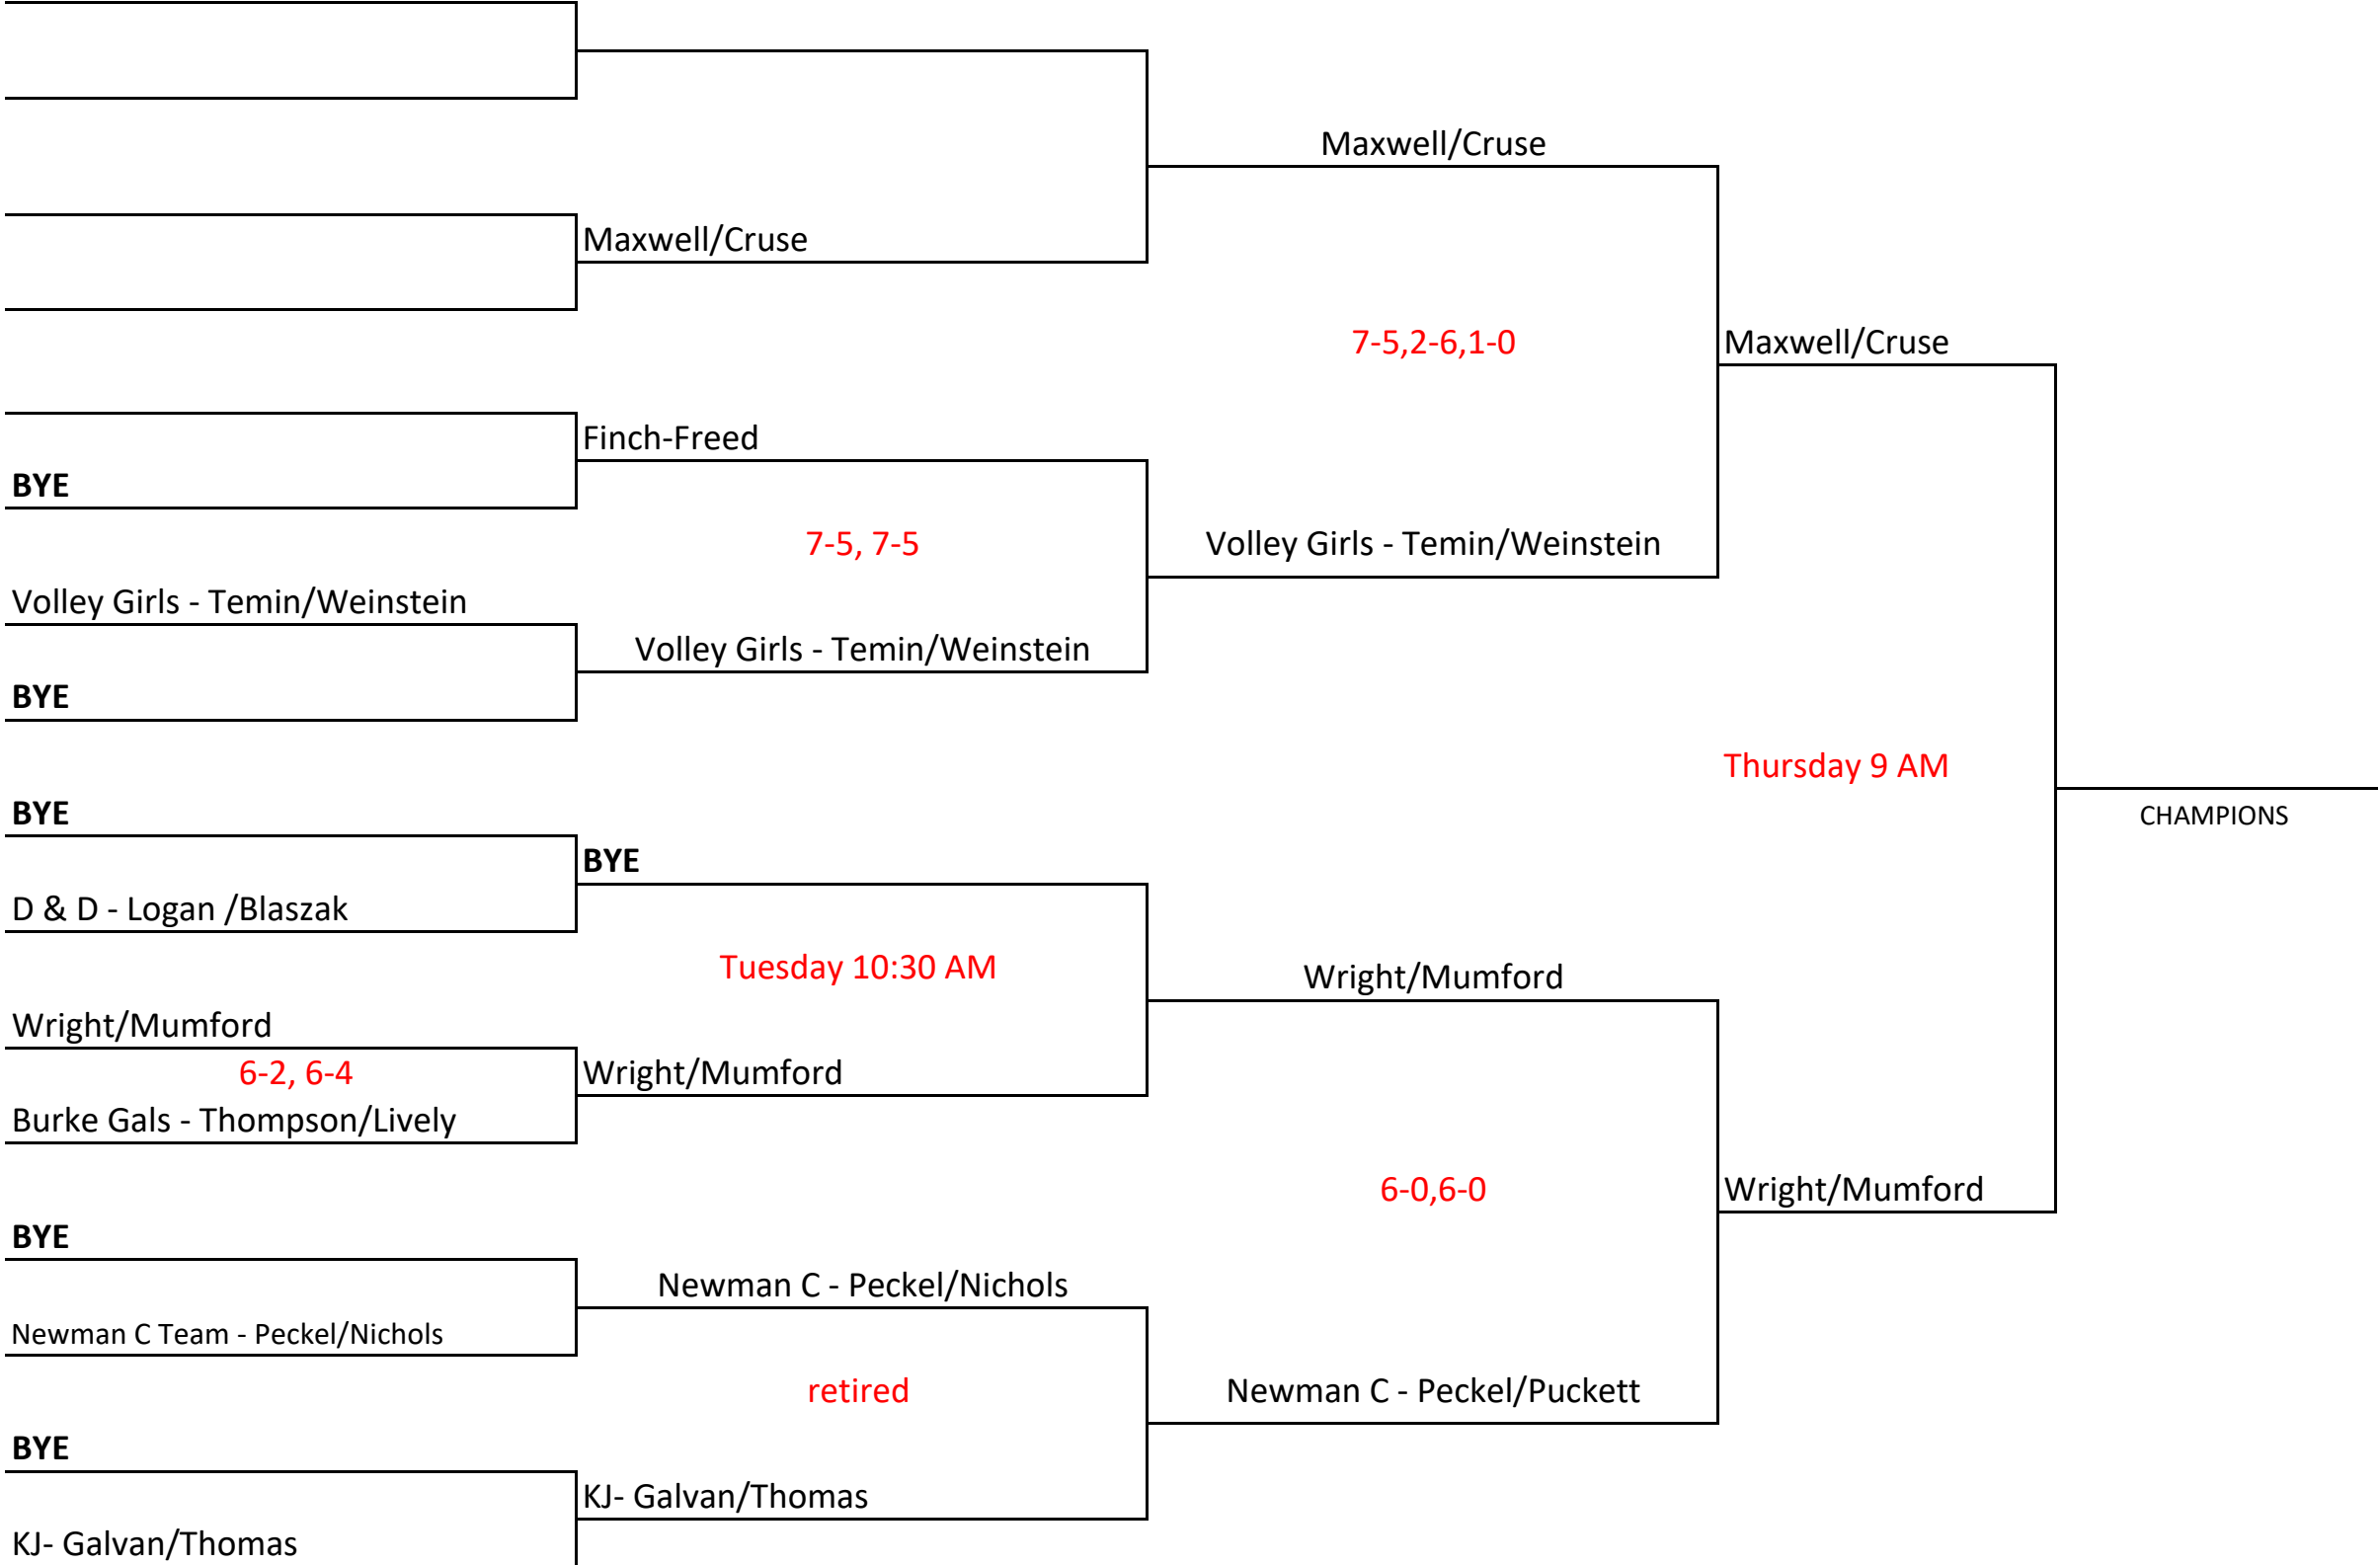 Maxwell/Cruse
Maxwell/Cruse
7-5,2-6,1-0
Maxwell/Cruse
Finch-Freed
BYE
7-5, 7-5
Volley Girls - Temin/Weinstein
Volley Girls - Temin/Weinstein
Volley Girls - Temin/Weinstein
BYE
Thursday 9 AM
BYE
CHAMPIONS
BYE
D & D - Logan /Blaszak
Tuesday 10:30 AM
Wright/Mumford
Wright/Mumford
6-2, 6-4
Wright/Mumford
Burke Gals - Thompson/Lively
6-0,6-0
Wright/Mumford
BYE
Newman C - Peckel/Nichols
Newman C Team - Peckel/Nichols
retired
Newman C - Peckel/Puckett
BYE
KJ- Galvan/Thomas
KJ- Galvan/Thomas